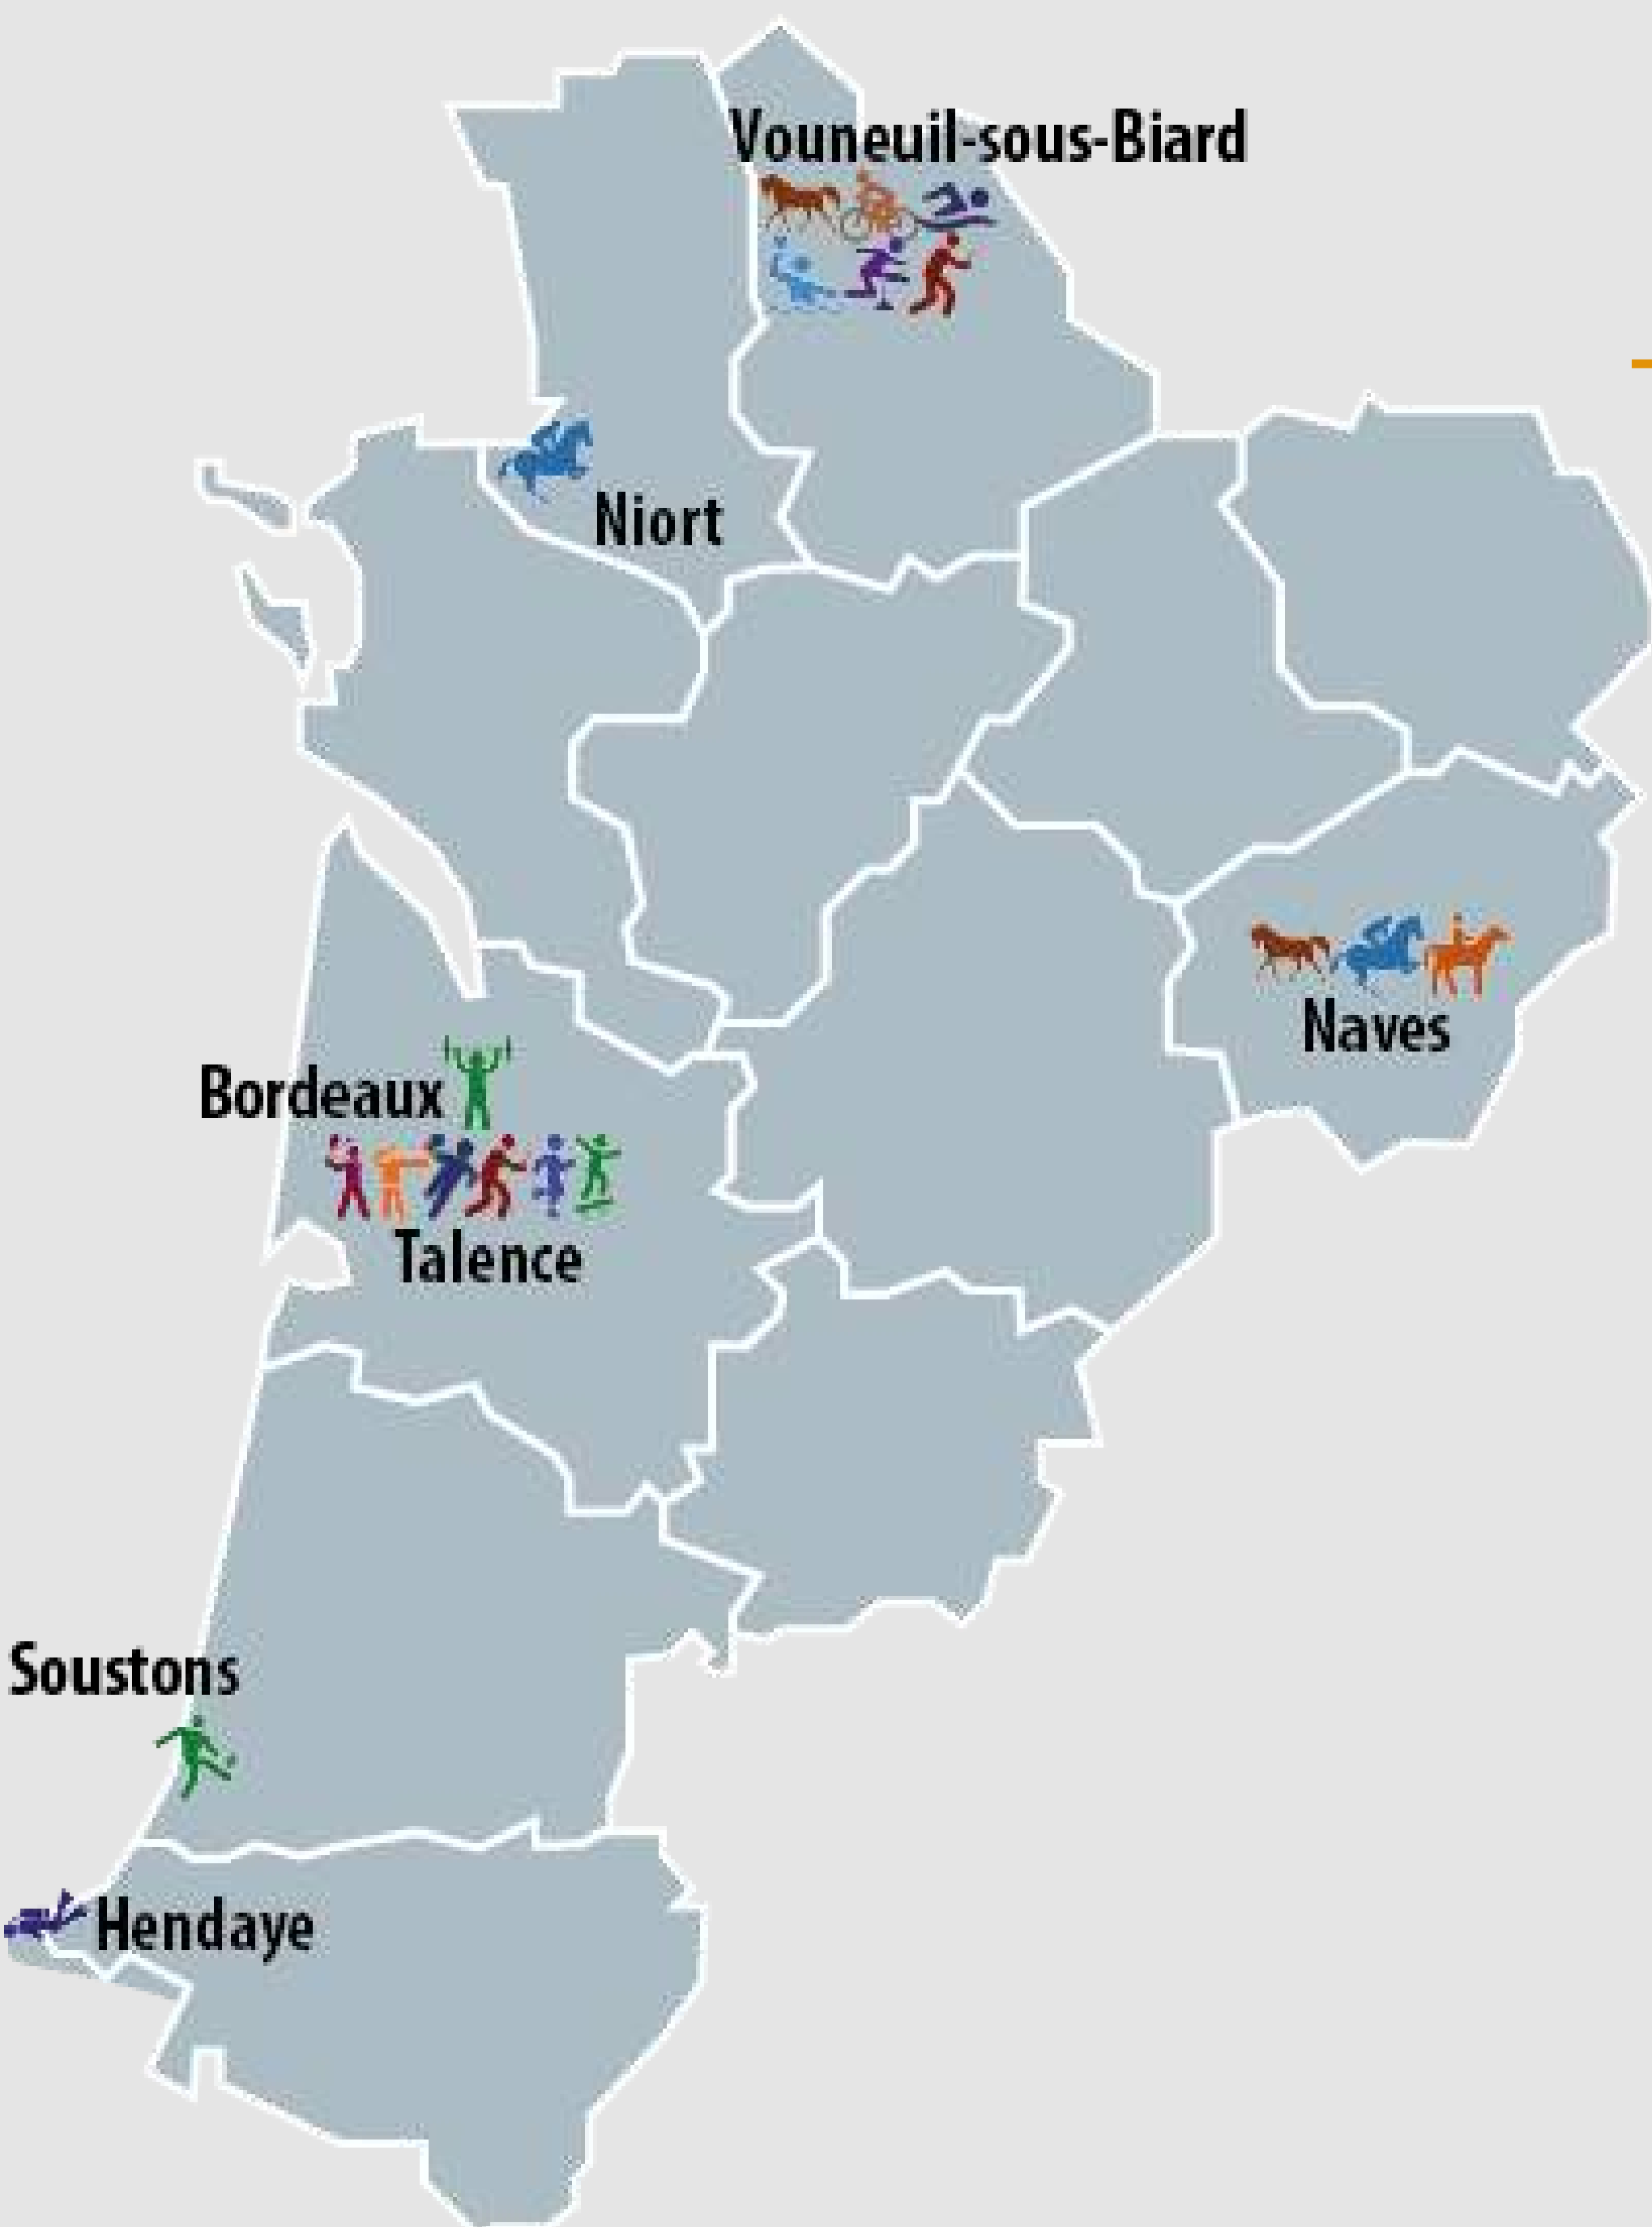 Vouneuil-sous-Biard
Niort
Naves
Bordeaux
Talence
Soustons
Hendaye